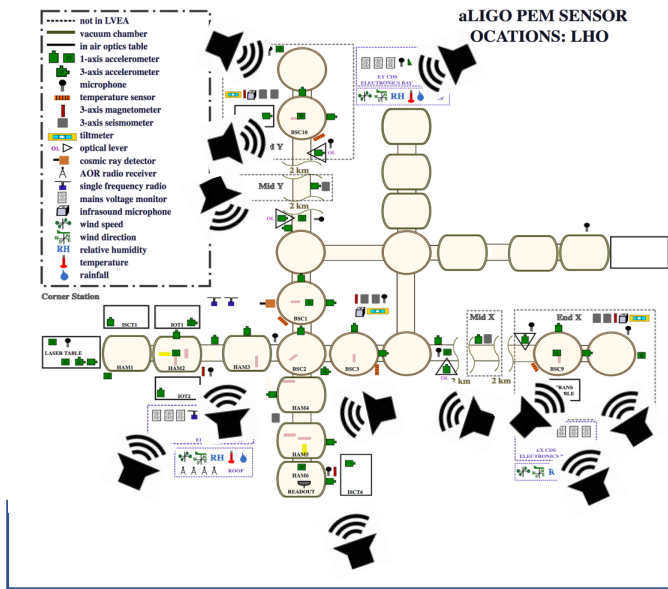 aLIGO PEM SENSOR
OCATIONS: LHO
not in LVEA
vacuum chamber
in air optics table
1-axis accelerometer
3-axis accelerometer
microphone
temperature sensor
3-axis magnetometer
3-axis seismometer
tiltmeter
OL optical lever
cosmic ray detector
AOR radio receiver
single frequency radio
mains voltage monitor
infrasound microphone
wind speed
wind direction
RH relative humidity
temperature
rainfall
EY CDS
ELECTRONICS BAY
RH
BSC10
d Y
OL
2 km
Mid Y
2 km
OL
Corner Station
ISCT1
IOT1
BSC1
Mid X
End X
LASER TABLE
HAM1
HAM2
HAM3
BSC2
BSC3
BSC9
OL
2 km
2 km
IOT2
HAM4
TRANS
BLE
EI
RH
ROOF
HAM5
HAM6
READOUT
ISCT6
X CDS
ELECTRONICS